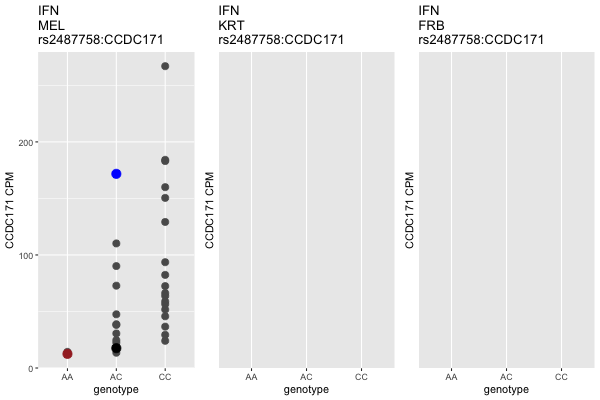 IFN
MEL
rs2487758:CCDC171
IFN
KRT
rs2487758:CCDC171
IFN
FRB
rs2487758:CCDC171
CCDC171 CPM
200
100
0
AA
AC
CC
genotype
CCDC171 CPM
AA
AC
CC
genotype
CCDC171 CPM
AA
AC
CC
genotype